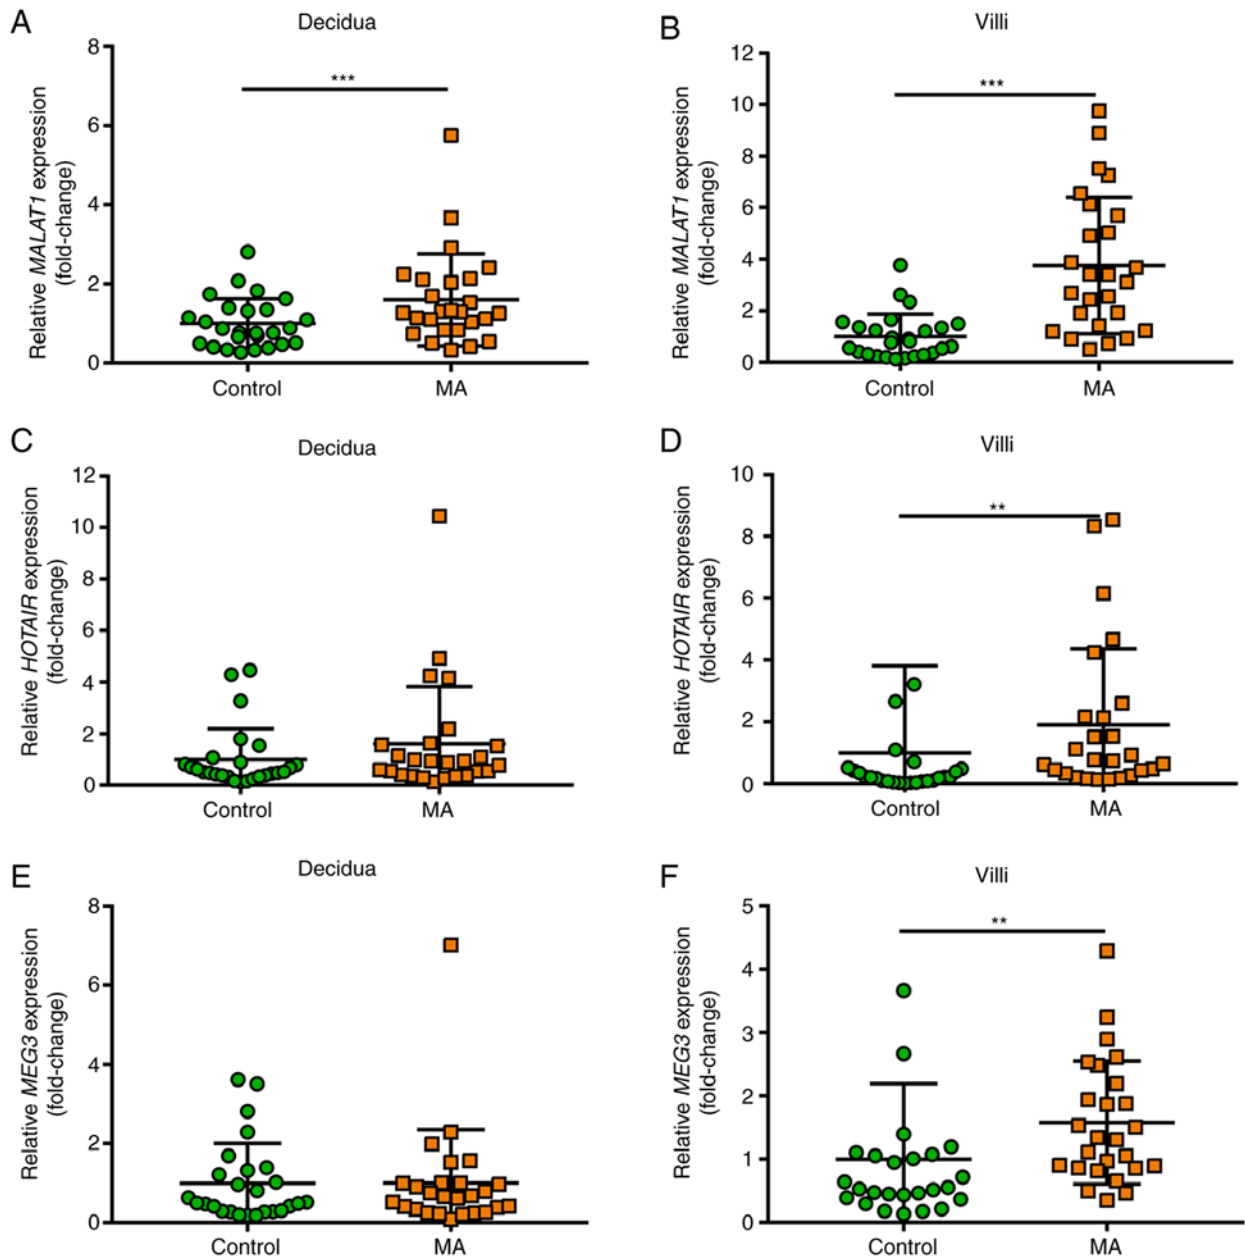 A
Decidua
Relative MALAT1 expression
(fold-change)
8
6
4
2
0
***
Control
MA
B
Villi
Relative MALAT1 expression
(fold-change)
12
10
8
6
4
2
0
***
Control
MA
C
Decidua
Relative HOTAIR expression
(fold-change)
12
10
8
6
4
2
0
Control
MA
D
Villi
Relative HOTAIR expression
(fold-change)
10
8
6
4
2
0
**
Control
MA
E
Decidua
Relative MEG3 expression
(fold-change)
8
6
4
2
0
Control
MA
F
Villi
Relative MEG3 expression
(fold-change)
5
4
3
2
1
0
**
Control
MA